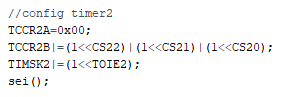 //config timer2
TCCR2A=0x00;
TCCR2B|=(1<<CS22)|(1<<CS21)|(1<<CS20);
TIMSK2|=(1<<TOIE2);
sei();